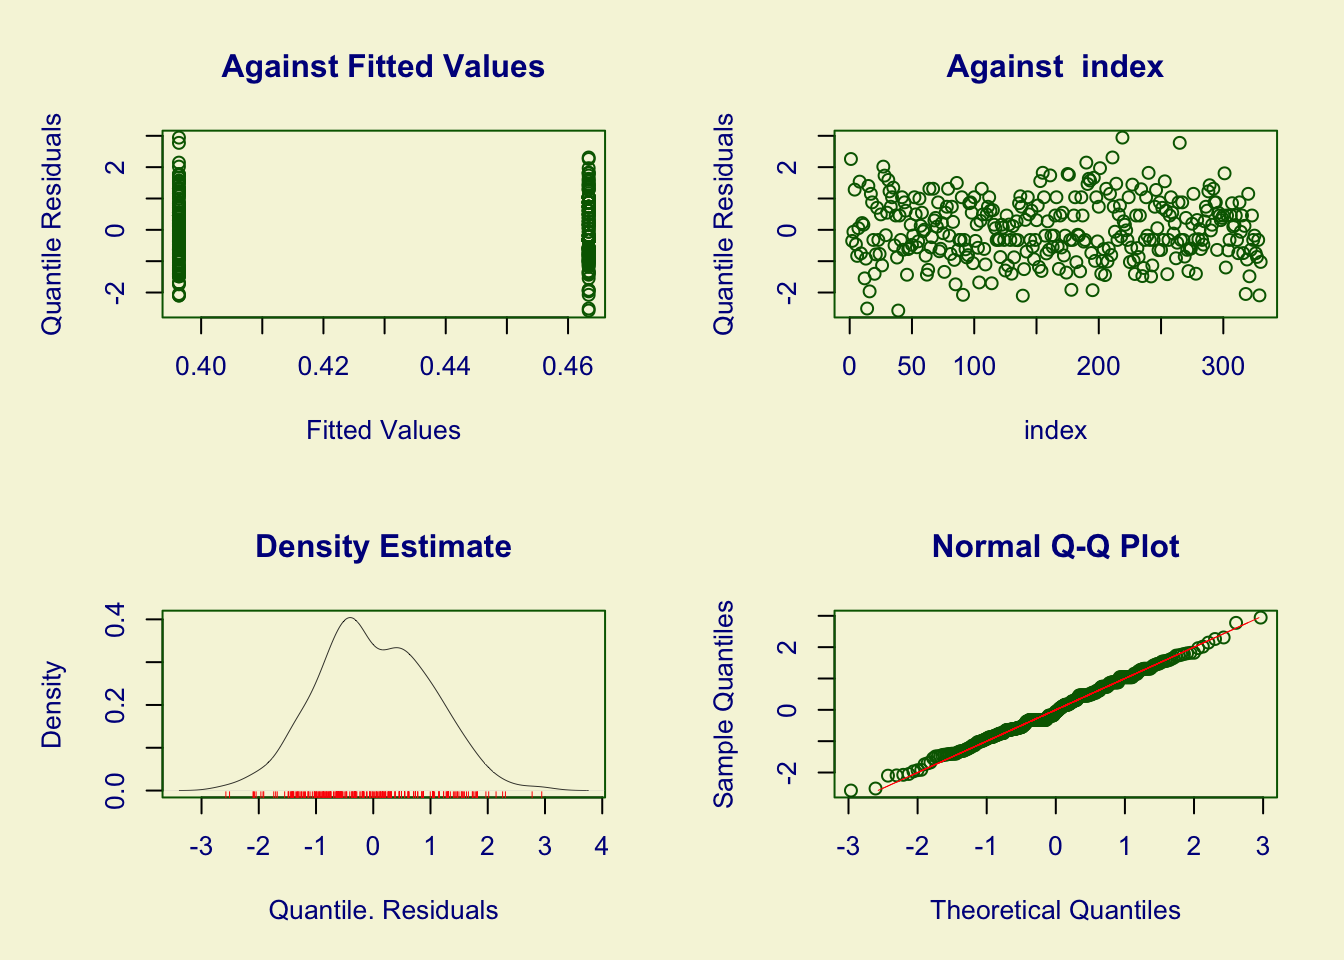 Against Fitted Values
Quantile Residuals
2
0
-2
0.40 0.42 0.44 0.46
Fitted Values
Against  index
Quantile Residuals
2
0
-2
0 50 100 200 300
index
Density Estimate
Density
0.4
0.2
0.0
-3 -2 -1 0 1 2 3 4
Quantile. Residuals
Normal Q-Q Plot
Sample Quantiles
2
0
-2
-3 -2 -1 0 1 2 3
Theoretical Quantiles